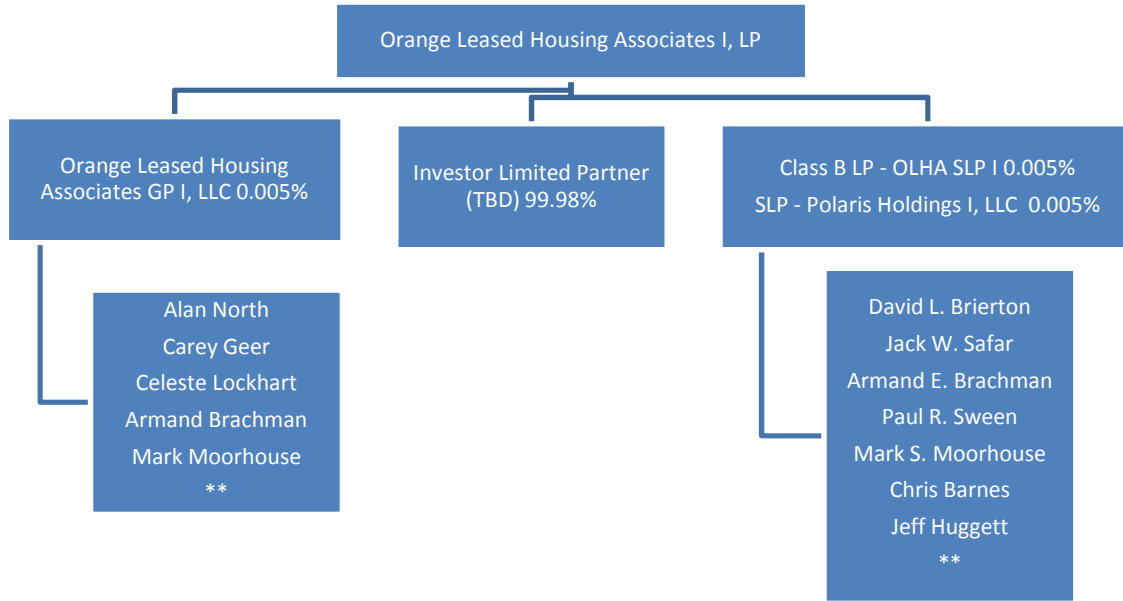 Orange Leased Housing Associates I, LP
Orange Leased Housing
Associates GP I, LLC 0.005%
Investor Limited Partner
(TBD) 99.98%
Class B LP - OLHA SLP I 0.005%
SLP - Polaris Holdings I, LLC  0.005%
Alan North
Carey Geer
Celeste Lockhart
Armand Brachman
Mark Moorhouse
**
David L. Brierton
Jack W. Safar
Armand E. Brachman
Paul R. Sween
Mark S. Moorhouse
Chris Barnes
Jeff Huggett
**